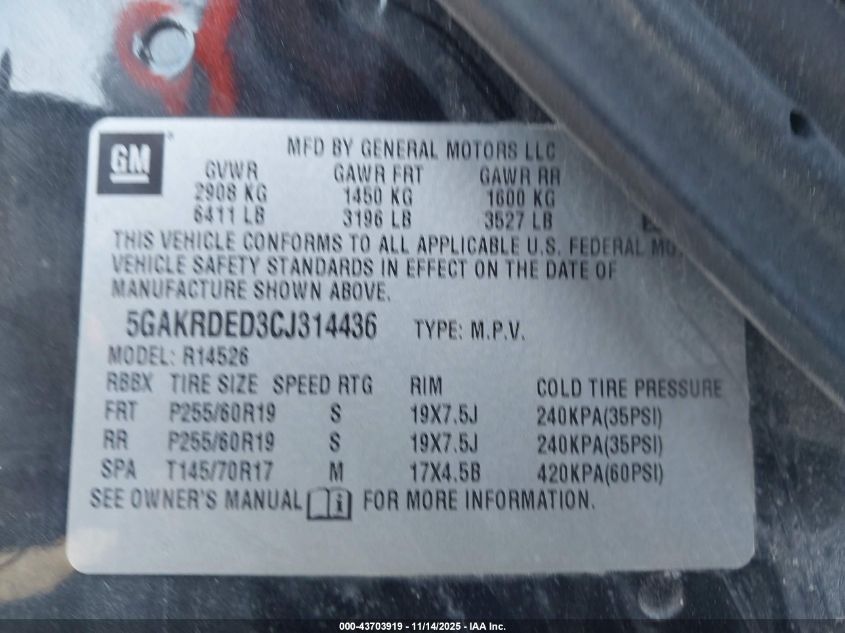 GM
MFD BY GENERAL MOTORS LLC
GVWR GAWR FRT GAWR RR
2908 KG 1450 KG 1600 KG
6411 LB 3196 LB 3527 LB
THIS VEHICLE CONFORMS TO ALL APPLICABLE U.S. FEDERAL
VEHICLE SAFETY STANDARDS IN EFFECT ON THE DATE OF
MANUFACTURE SHOWN ABOVE.
5GAKRDED3CJ314436 TYPE: M.P.V.
MODEL: R14526
RBBX TIRE SIZE SPEED RTG RIM COLD TIRE PRESSURE
FRT P255/60R19 S 19X7.5J 240KPA(35PSI)
RR P255/60R19 S 19X7.5J 240KPA(35PSI)
SPA T145/70R17 M 17X4.5B 420KPA(60PSI)
SEE OWNER'S MANUAL FOR MORE INFORMATION.
000-43703919 - 11/14/2025 - IAA Inc.